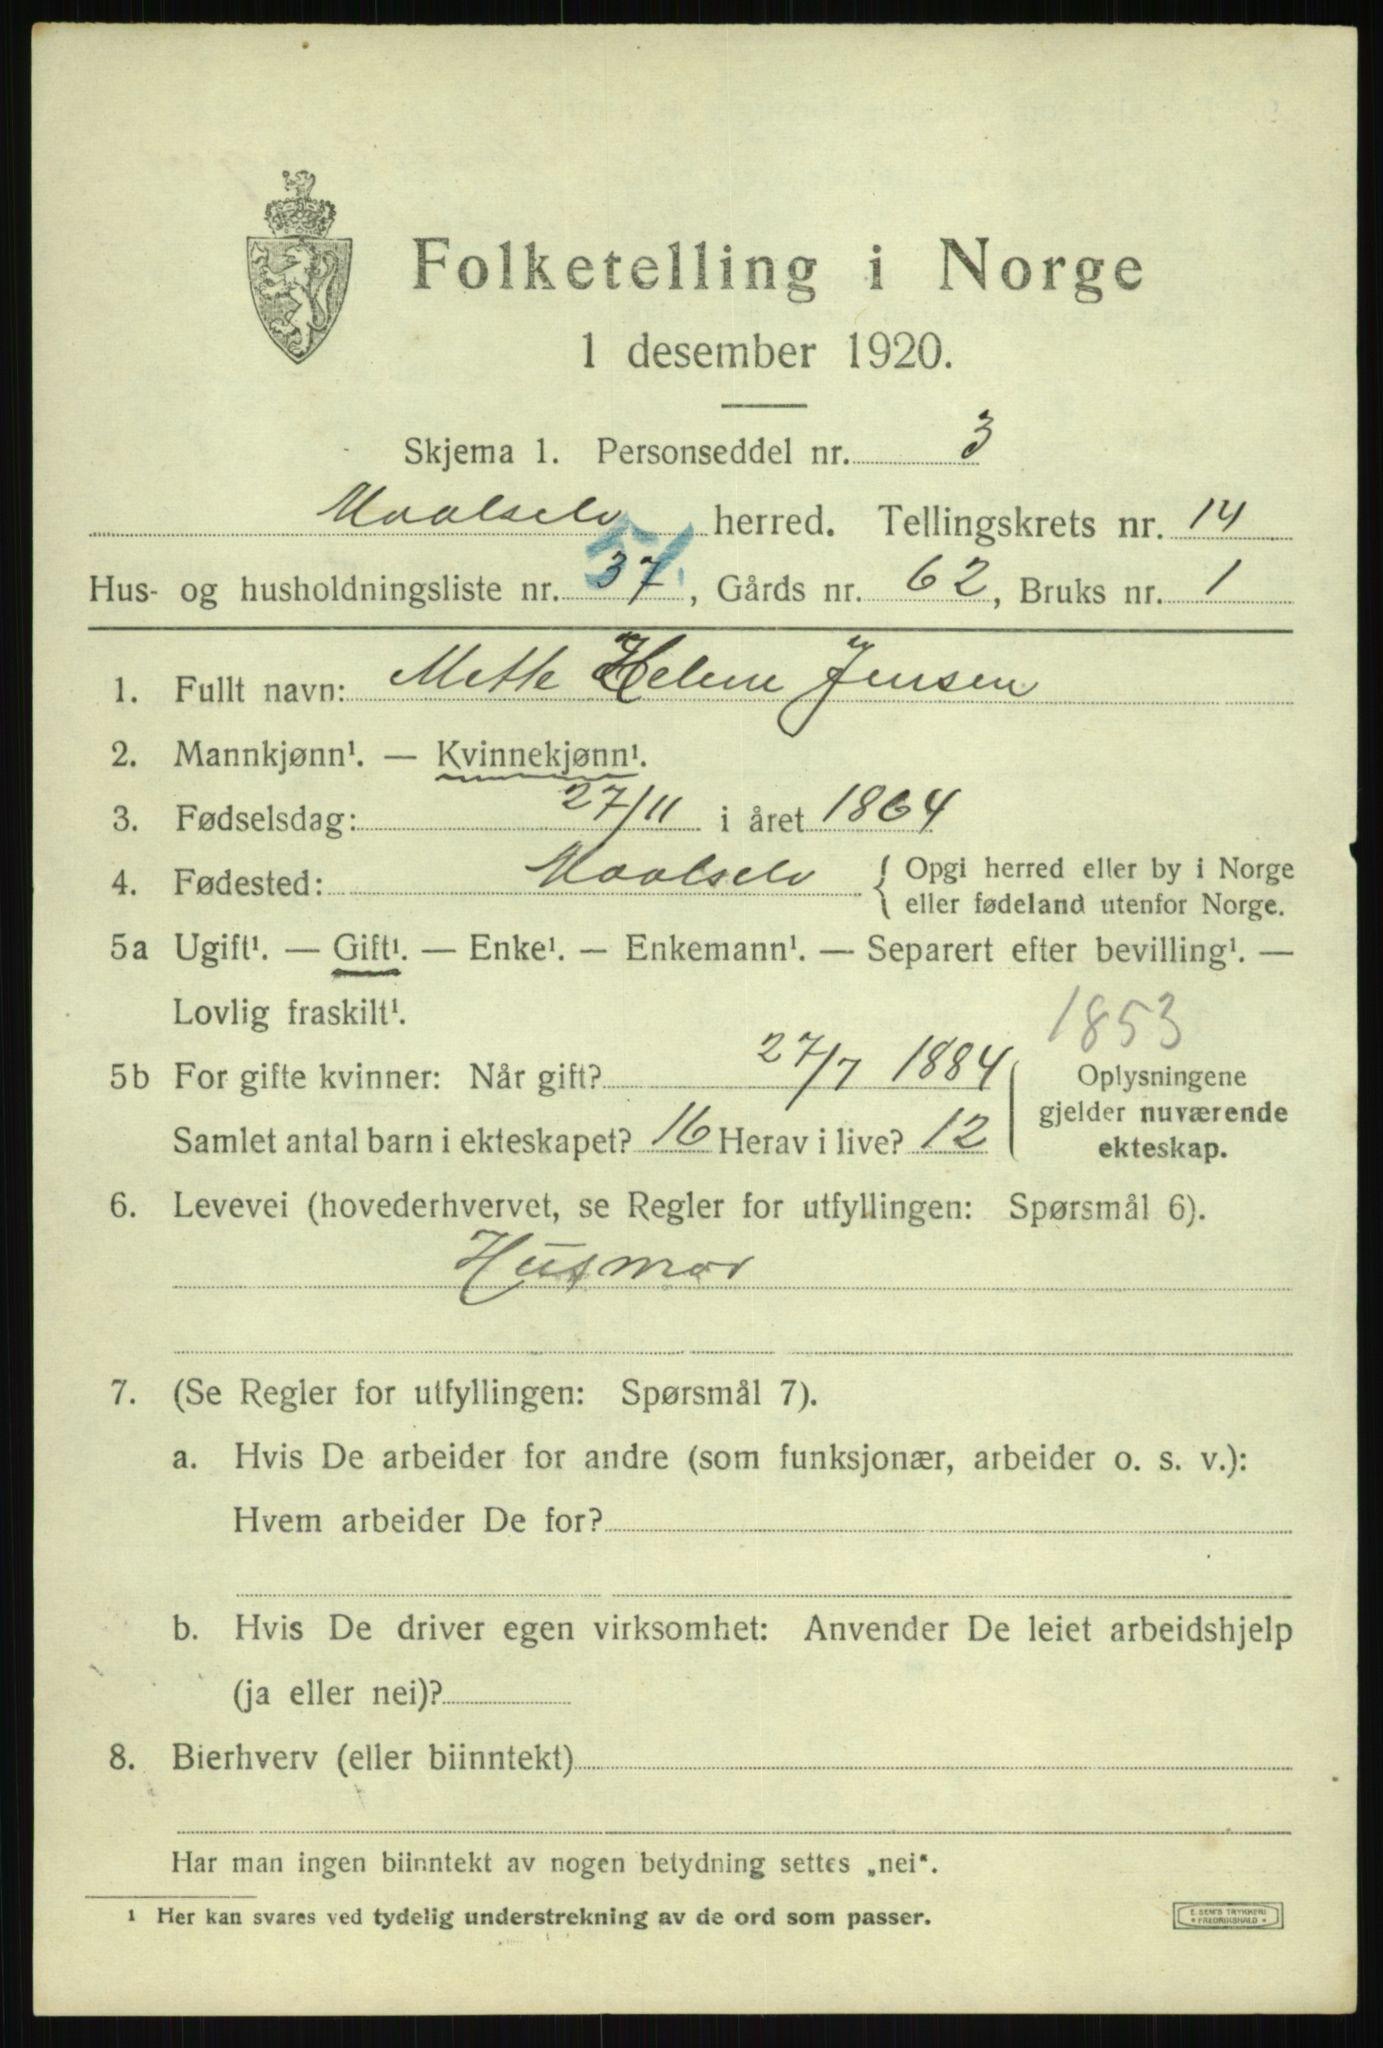 Folketelling i Norge
1 desember 1920.
Skjema 1. Personseddel nr. 3
Maalselv herred. Tellingskrets nr. 14
51.
Hus- og husholdningsliste nr. 37, Gårds nr. 62, Bruks nr. 1
1. Fullt navn: Mette Helene Jensen
2. Mannkjønn¹. — Kvinnekjønn¹.
3. Fødselsdag: 27/11 i året 1864
4. Fødested: Maalselv { Opgi herred eller by i Norge
eller fødeland utenfor Norge.
5a Ugift¹. — Gift¹. — Enke¹. — Enkemann¹. — Separert efter bevilling¹. —
Lovlig fraskilt¹.
1853
5b For gifte kvinner: Når gift? 27/7 1884
Samlet antal barn i ekteskapet? 16 Herav i live? 12
Oplysningene
gjelder nuværende
ekteskap.
6. Levevei (hovederhvervet, se Regler for utfyllingen: Spørsmål 6).
Husmor
7. (Se Regler for utfyllingen: Spørsmål 7).
a. Hvis De arbeider for andre (som funksjonær, arbeider o. s. v.):
Hvem arbeider De for?
b. Hvis De driver egen virksomhet: Anvender De leiet arbeidshjelp
(ja eller nei)?
8. Bierhverv (eller biinntekt)
Har man ingen biinntekt av nogen betydning settes „nei“.
¹ Her kan svares ved tydelig understrekning av de ord som passer.
E. SEM'S TRYKKERI
* FREDRIKSHALD *